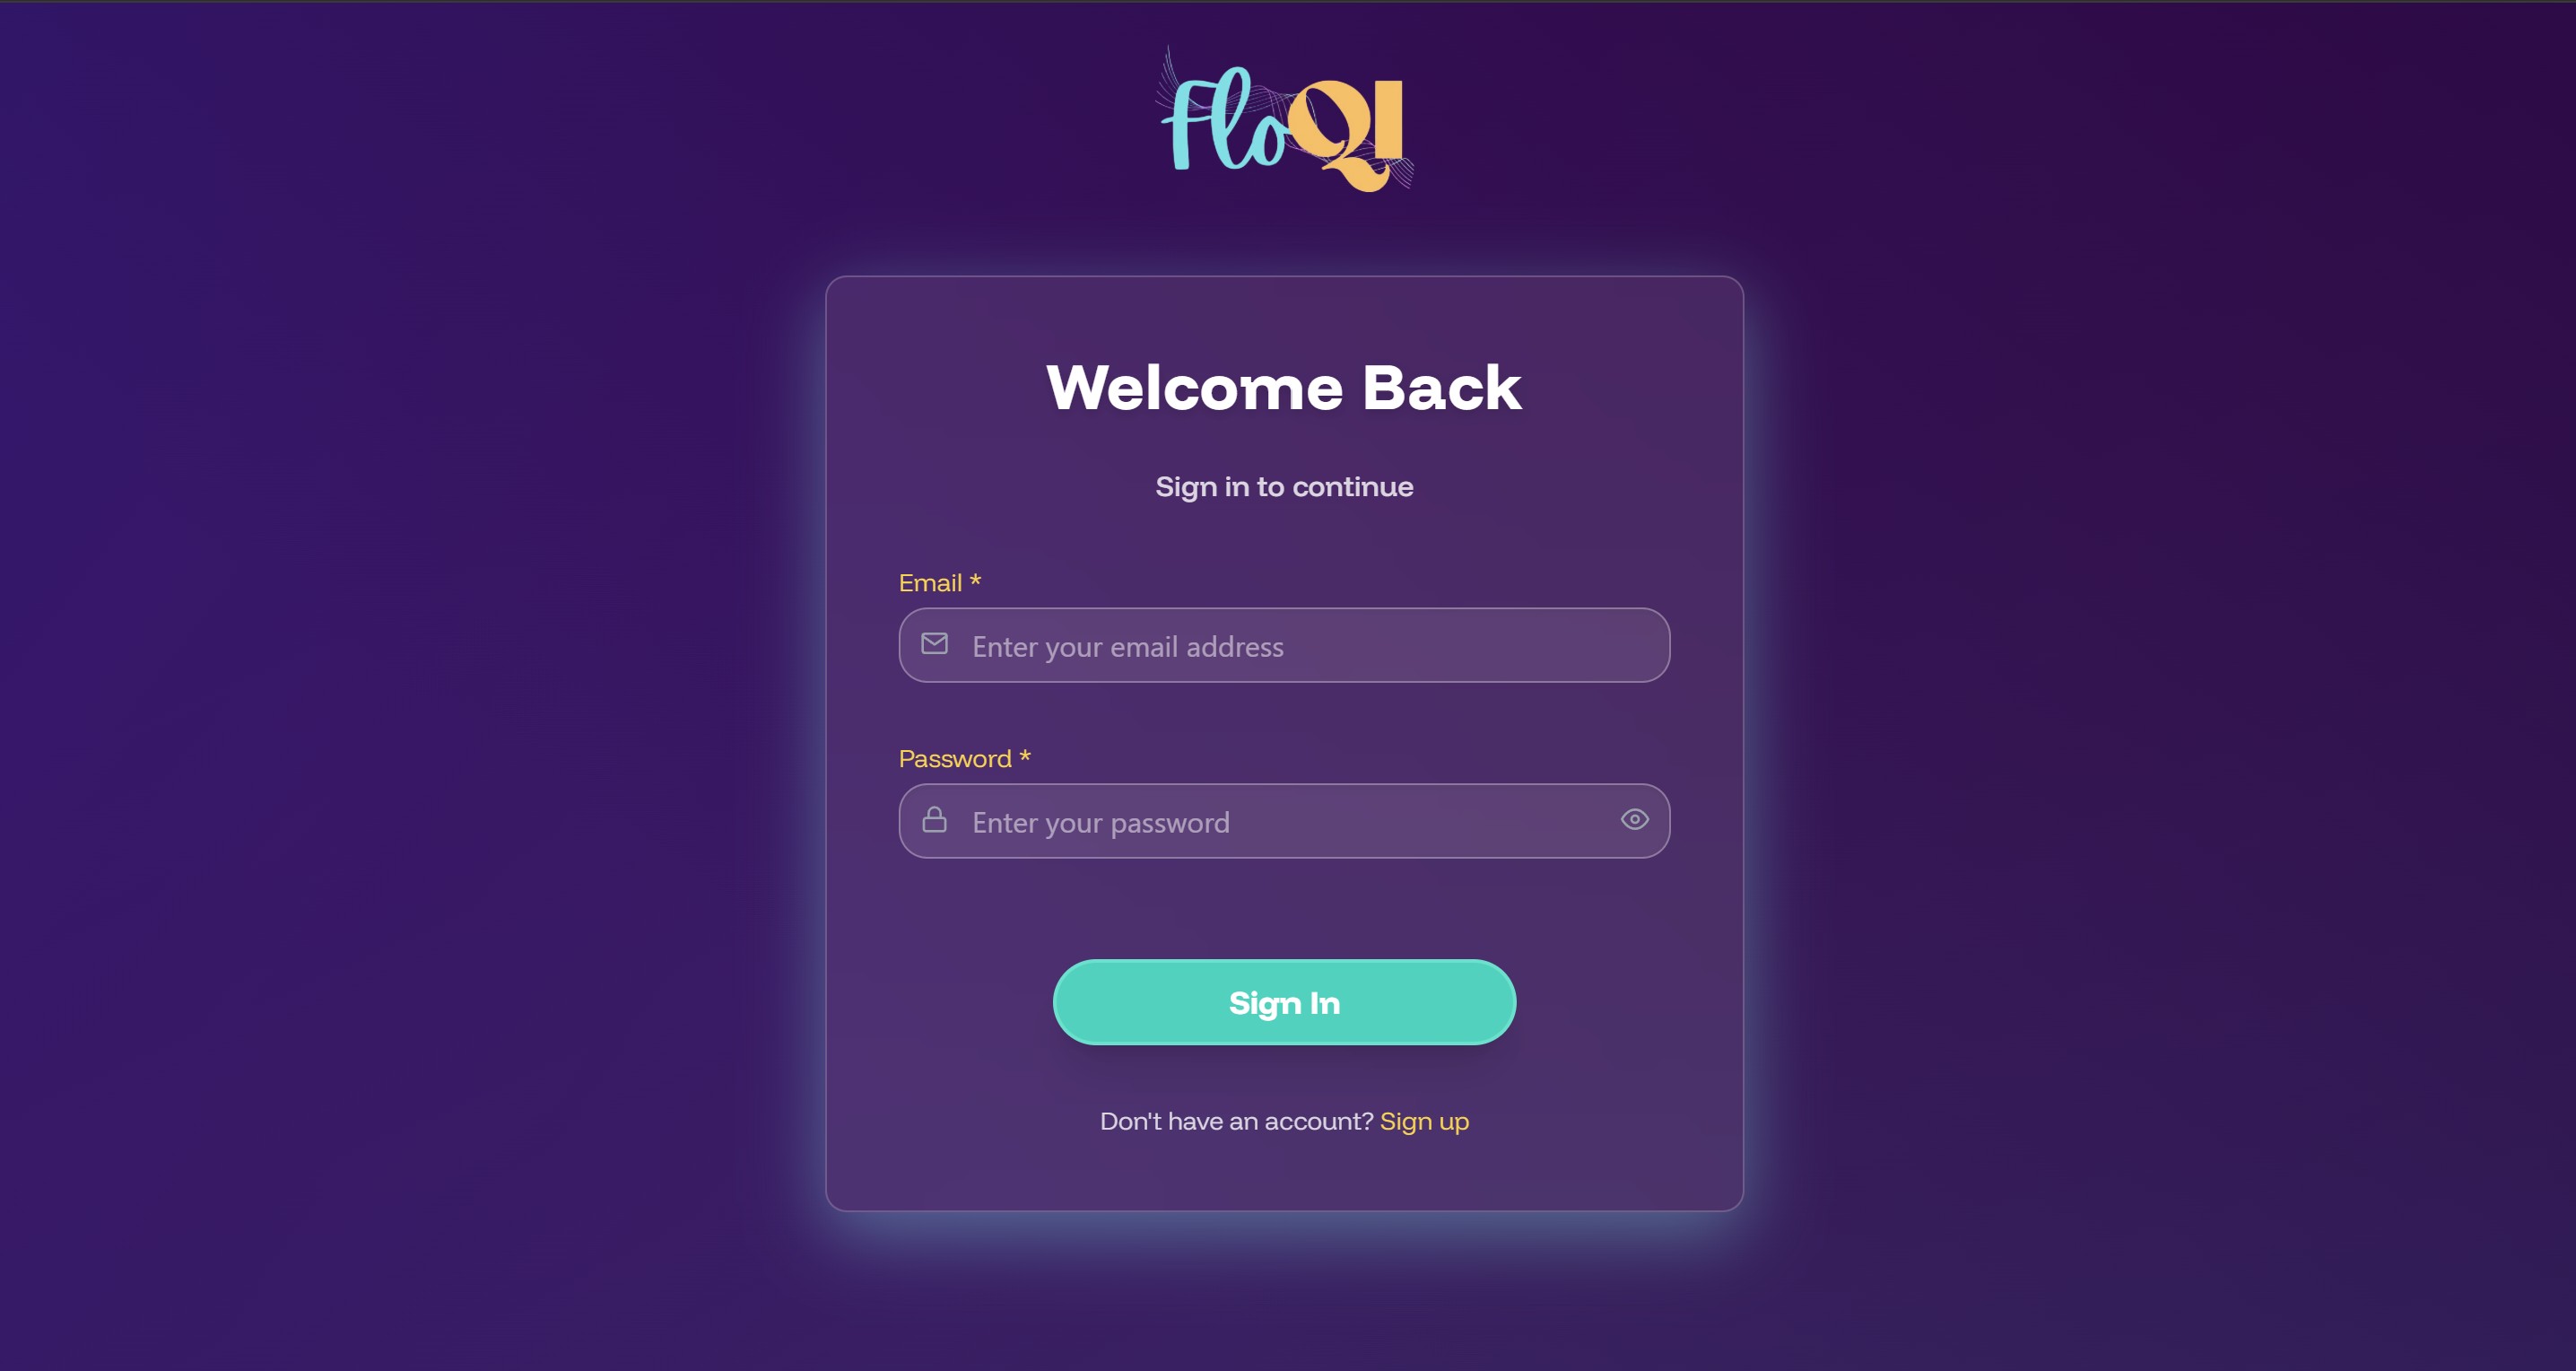 FloQI
Welcome Back
Sign in to continue
Email *
Enter your email address
Password *
Enter your password
Sign In
Don't have an account? Sign up